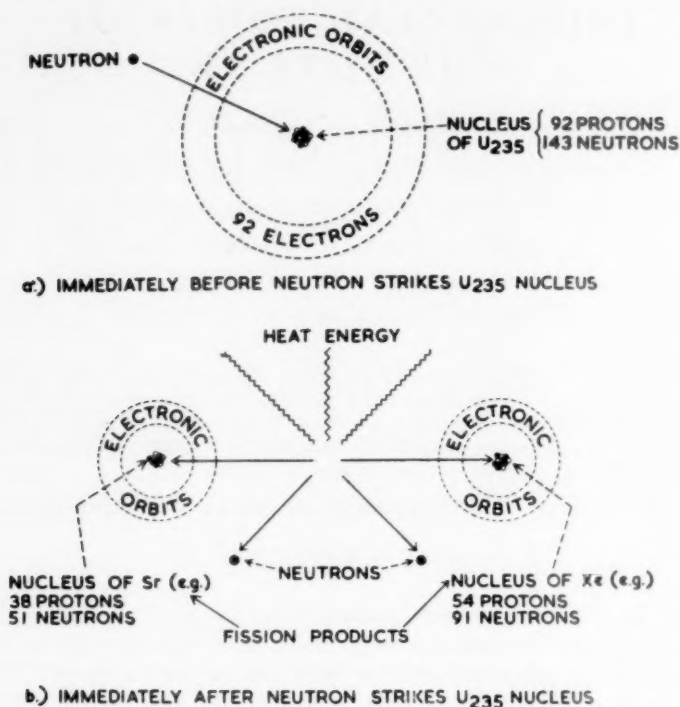 ELECTRONIC ORBITS
NEUTRON
NUCLEUS 92 PROTONS
OF U235 143 NEUTRONS
92 ELECTRONS
a.) IMMEDIATELY BEFORE NEUTRON STRIKES U235 NUCLEUS
HEAT ENERGY
ELECTRONIC ELECTRONIC
ORBITS ORBITS
NEUTRONS
NUCLEUS OF Sr (e.g.) NUCLEUS OF Xe (e.g.)
38 PROTONS 54 PROTONS
51 NEUTRONS 91 NEUTRONS
FISSION PRODUCTS
b.) IMMEDIATELY AFTER NEUTRON STRIKES U235 NUCLEUS